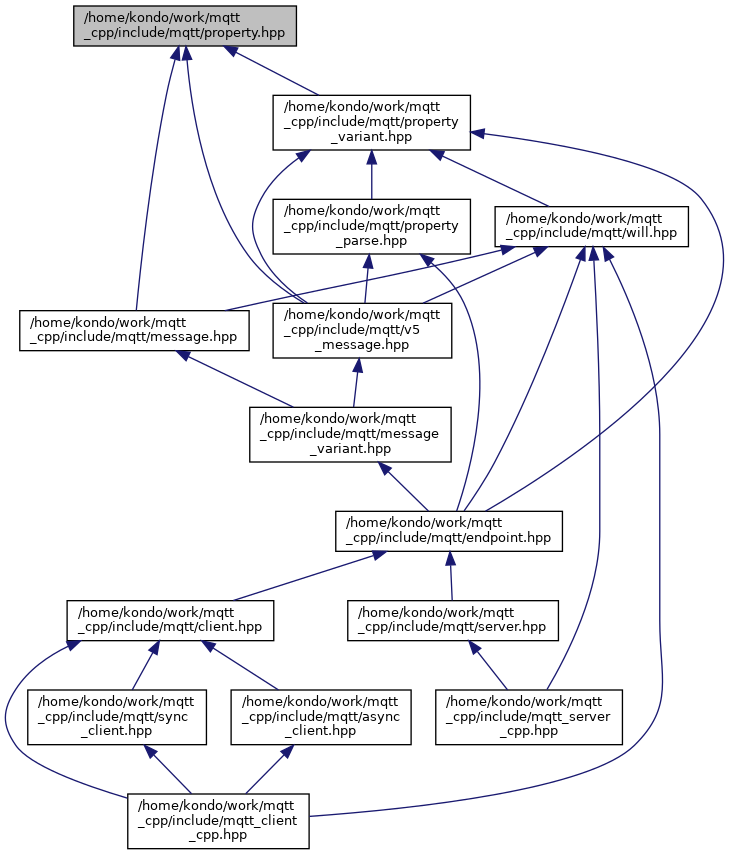 /home/kondo/work/mqtt
_cpp/include/mqtt/property.hpp
/home/kondo/work/mqtt
_cpp/include/mqtt/property
_variant.hpp
/home/kondo/work/mqtt
_cpp/include/mqtt/property
_parse.hpp
/home/kondo/work/mqtt
_cpp/include/mqtt/will.hpp
/home/kondo/work/mqtt
_cpp/include/mqtt/message.hpp
/home/kondo/work/mqtt
_cpp/include/mqtt/v5
_message.hpp
/home/kondo/work/mqtt
_cpp/include/mqtt/message
_variant.hpp
/home/kondo/work/mqtt
_cpp/include/mqtt/endpoint.hpp
/home/kondo/work/mqtt
_cpp/include/mqtt/client.hpp
/home/kondo/work/mqtt
_cpp/include/mqtt/server.hpp
/home/kondo/work/mqtt
_cpp/include/mqtt/sync
_client.hpp
/home/kondo/work/mqtt
_cpp/include/mqtt/async
_client.hpp
/home/kondo/work/mqtt
_cpp/include/mqtt_server
_cpp.hpp
/home/kondo/work/mqtt
_cpp/include/mqtt_client
_cpp.hpp